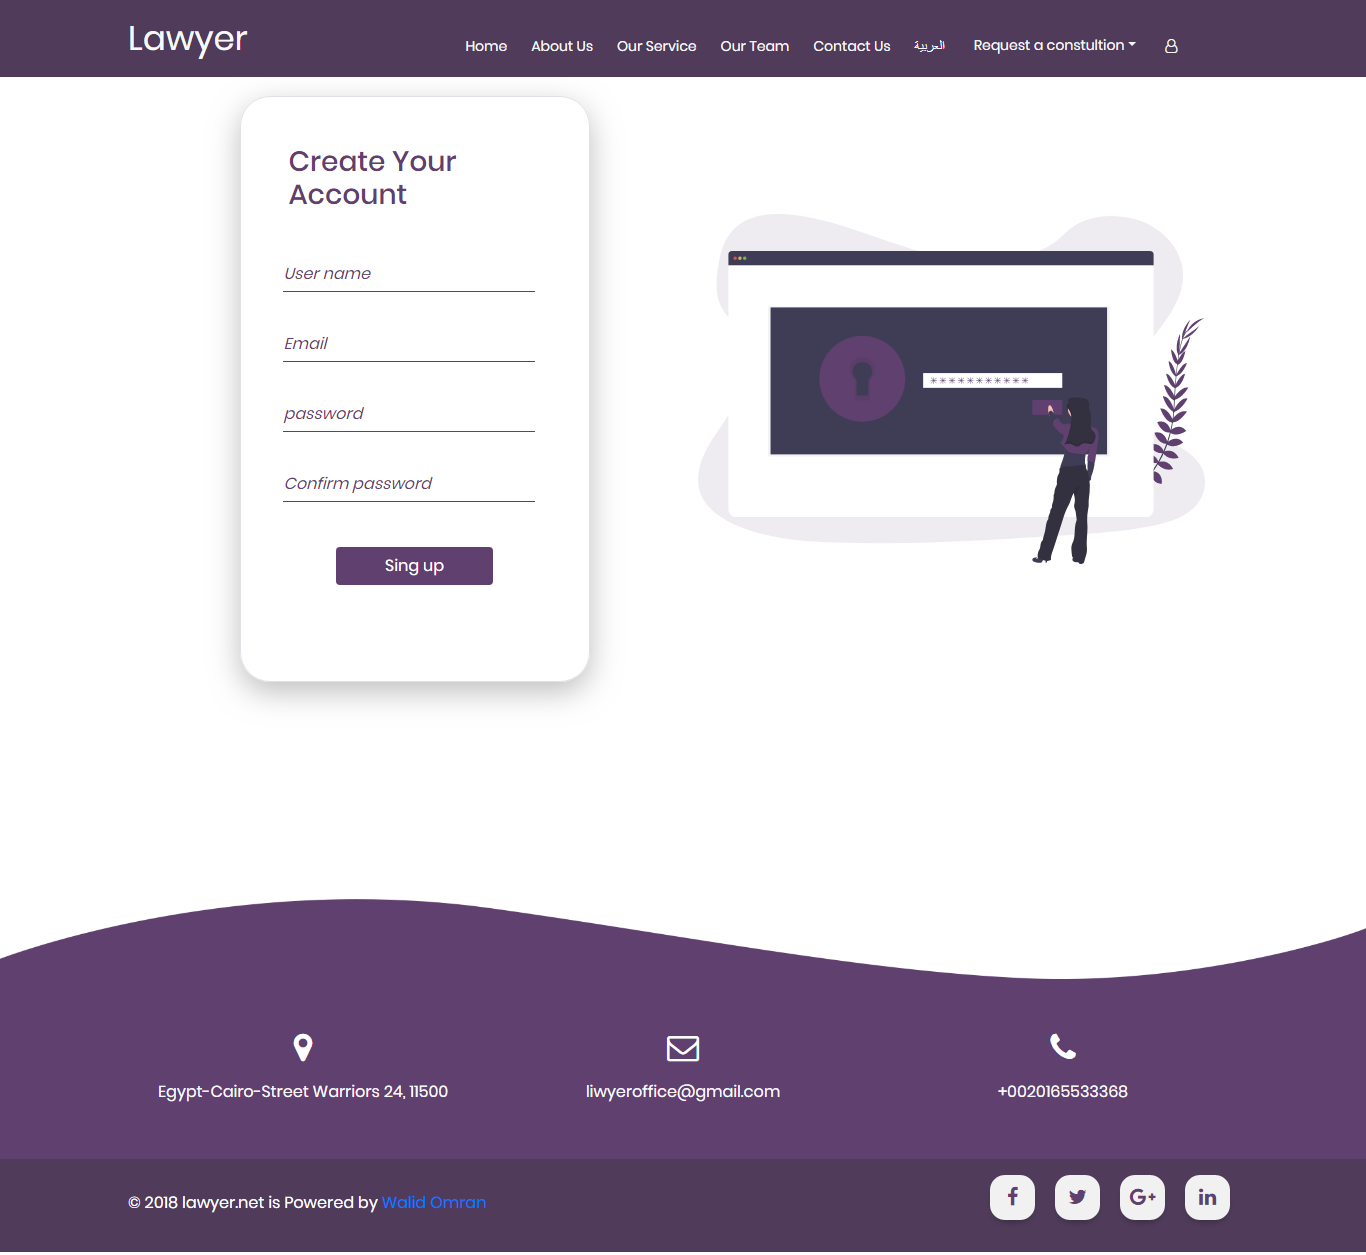 Lawyer
Home
About Us
Our Service
Our Team
Contact Us
العربية
Request a constultion
Create Your
Account
User name
Email
password
Confirm password
Sing up
***********
Egypt-Cairo-Street Warriors 24, 11500
liwyeroffice@gmail.com
+0020165533368
© 2018 lawyer.net is Powered by Walid Omran